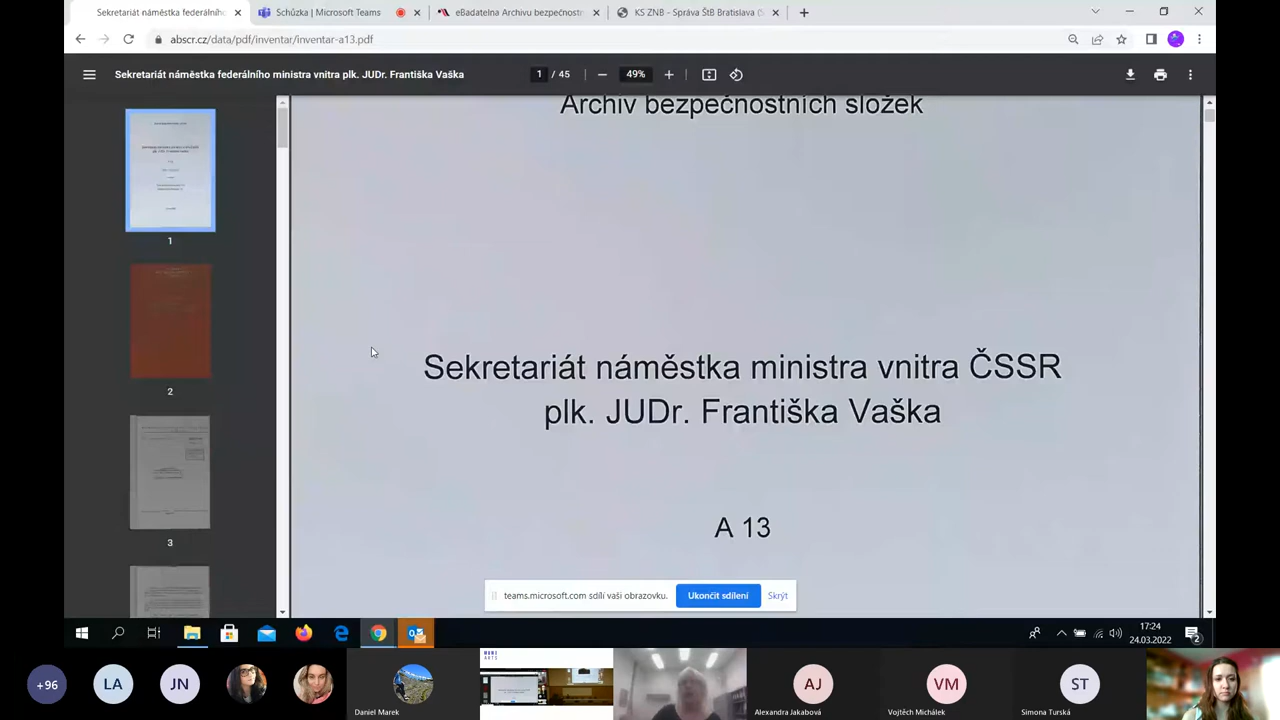 Sekretariát náměstka federálního
Schůzka | Microsoft Teams
eBadatelna Archivu bezpečnostn
KS ZNB - Správa ŠtB Bratislava (Š
abscr.cz/data/pdf/inventar/inventar-a13.pdf
Sekretariát náměstka federálního ministra vnitra plk. JUDr. Františka Vaška
1 / 45
49%
Archiv bezpečnostních složek
Sekretariát náměstka ministra vnitra ČSSR
plk. JUDr. Františka Vaška
A 13
1
2
3
teams.microsoft.com sdílí vaši obrazovku.
Ukončit sdílení
Skrýt
17:24
24.03.2022
2
+96
LA
JN
Daniel Marek
MUNI
ARTS
AJ
Alexandra Jakabová
VM
Vojtěch Michálek
ST
Simona Turská